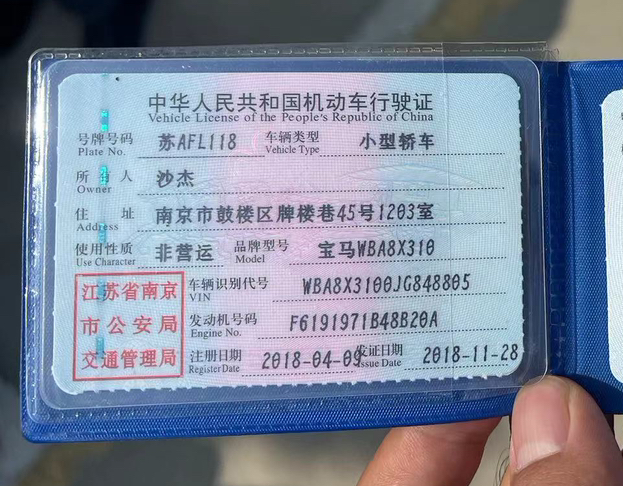 中华人民共和国机动车行驶证
Vehicle License of the People's Republic of China
号牌号码 苏AFL118 车辆类型 小型轿车
Plate No. Vehicle Type
所有人 沙杰
Owner
住址 南京市鼓楼区牌楼巷45号1203室
Address
使用性质 非营运 品牌型号 宝马WBA8X310
Use Character Model
江苏省南京 车辆识别代号 WBA8X3100JG848805
VIN
市公安局 发动机号码 F6191971B48B20A
Engine No.
交通管理局 注册日期 2018-04-09 发证日期 2018-11-28
Register Date Issue Date